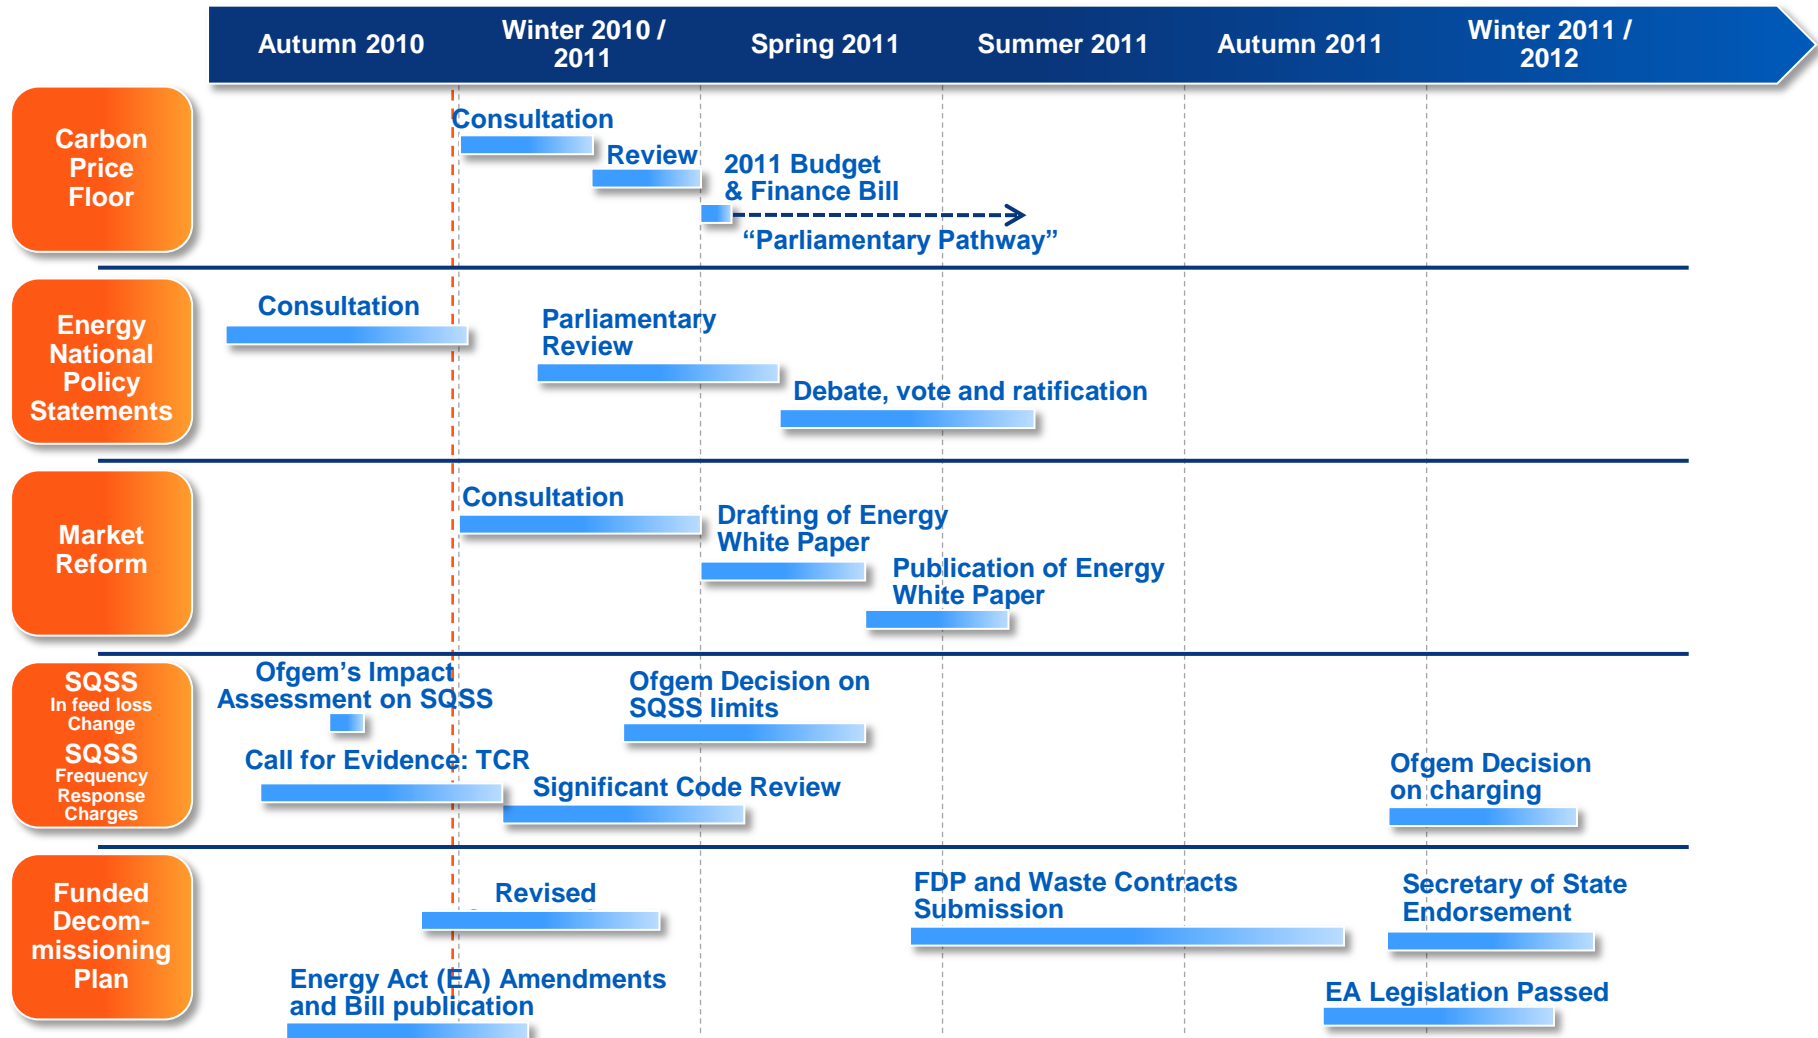 Autumn 2010
Winter 2010 /
2011
Spring 2011
Summer 2011
Autumn 2011
Winter 2011 /
2012
Carbon
Price
Floor
Consultation
Review
2011 Budget
& Finance Bill
“Parliamentary Pathway”
Energy
National
Policy
Statements
Consultation
Parliamentary
Review
Debate, vote and ratification
Market
Reform
Consultation
Drafting of Energy
White Paper
Publication of Energy
White Paper
SQSS
In feed loss
Change
SQSS
Frequency
Response
Charges
Ofgem’s Impact
Assessment on SQSS
Ofgem Decision on
SQSS limits
Call for Evidence: TCR
Significant Code Review
Ofgem Decision
on charging
Funded
Decom-
missioning
Plan
Revised
FDP and Waste Contracts
Submission
Secretary of State
Endorsement
Energy Act (EA) Amendments
and Bill publication
EA Legislation Passed